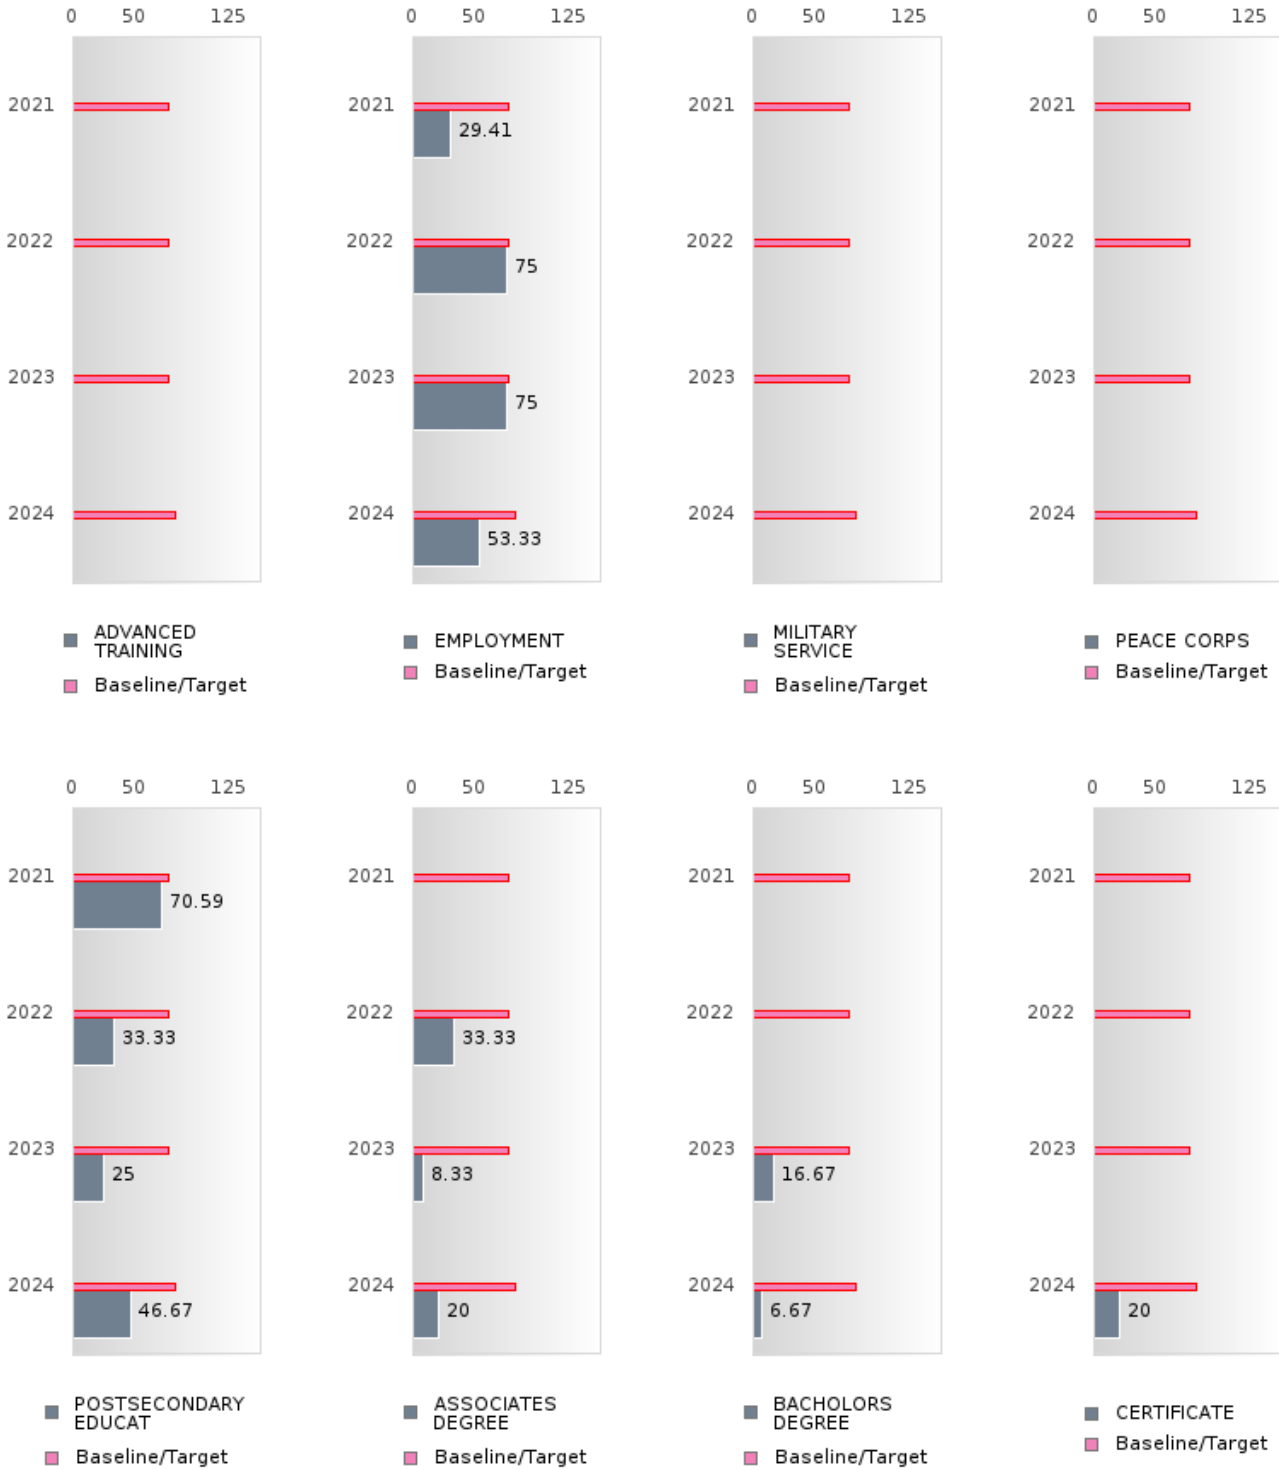 0 50 125
2021
2022
2023
2024
ADVANCED
TRAINING
Baseline/Target
0 50 125
2021
29.41
2022
75
2023
75
2024
53.33
EMPLOYMENT
Baseline/Target
0 50 125
2021
2022
2023
2024
MILITARY
SERVICE
Baseline/Target
0 50 125
2021
2022
2023
2024
PEACE CORPS
Baseline/Target
0 50 125
2021
70.59
2022
33.33
2023
25
2024
46.67
POSTSECONDARY
EDUCAT
Baseline/Target
0 50 125
2021
2022
33.33
2023
8.33
2024
20
ASSOCIATES
DEGREE
Baseline/Target
0 50 125
2021
2022
2023
16.67
2024
6.67
BACHOLORS
DEGREE
Baseline/Target
0 50 125
2021
2022
2023
2024
20
CERTIFICATE
Baseline/Target